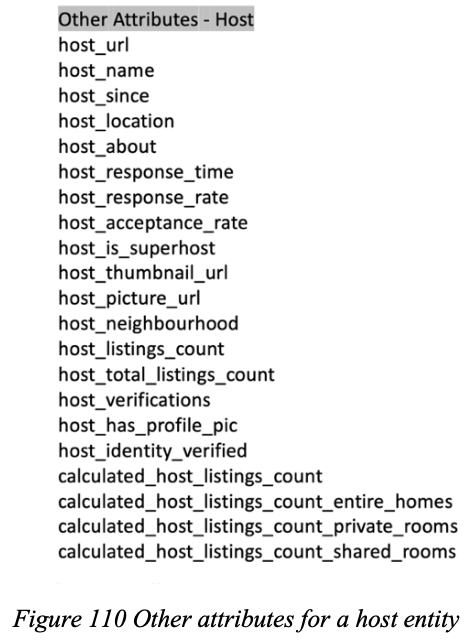 Other Attributes - Host
host_url
host_name
host_since
host_location
host_about
host_response_time
host_response_rate
host_acceptance_rate
host_is_superhost
host_thumbnail_url
host_picture_url
host_neighbourhood
host_listings_count
host_total_listings_count
host_verifications
host_has_profile_pic
host_identity_verified
calculated_host_listings_count
calculated_host_listings_count_entire_homes
calculated_host_listings_count_private_rooms
calculated_host_listings_count_shared_rooms
Figure 110 Other attributes for a host entity